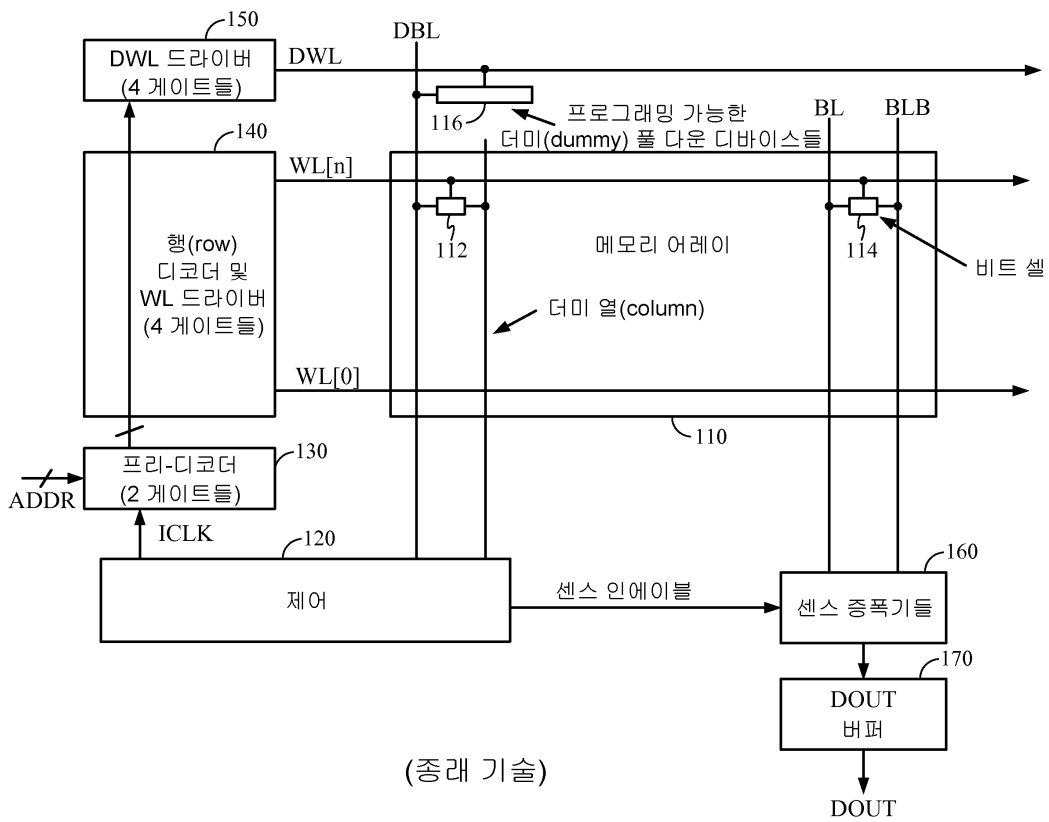 150
DWL 드라이버
(4 게이트들)
DWL
DBL
116
프로그래밍 가능한
더미(dummy) 풀 다운 디바이스들
BL
BLB
140
WL[n]
행(row)
디코더 및
WL 드라이버
(4 게이트들)
112
메모리 어레이
114
비트 셀
더미 열(column)
WL[0]
110
130
프리-디코더
(2 게이트들)
ADDR
ICLK
120
제어
센스 인에이블
160
센스 증폭기들
170
DOUT
버퍼
DOUT
(종래 기술)